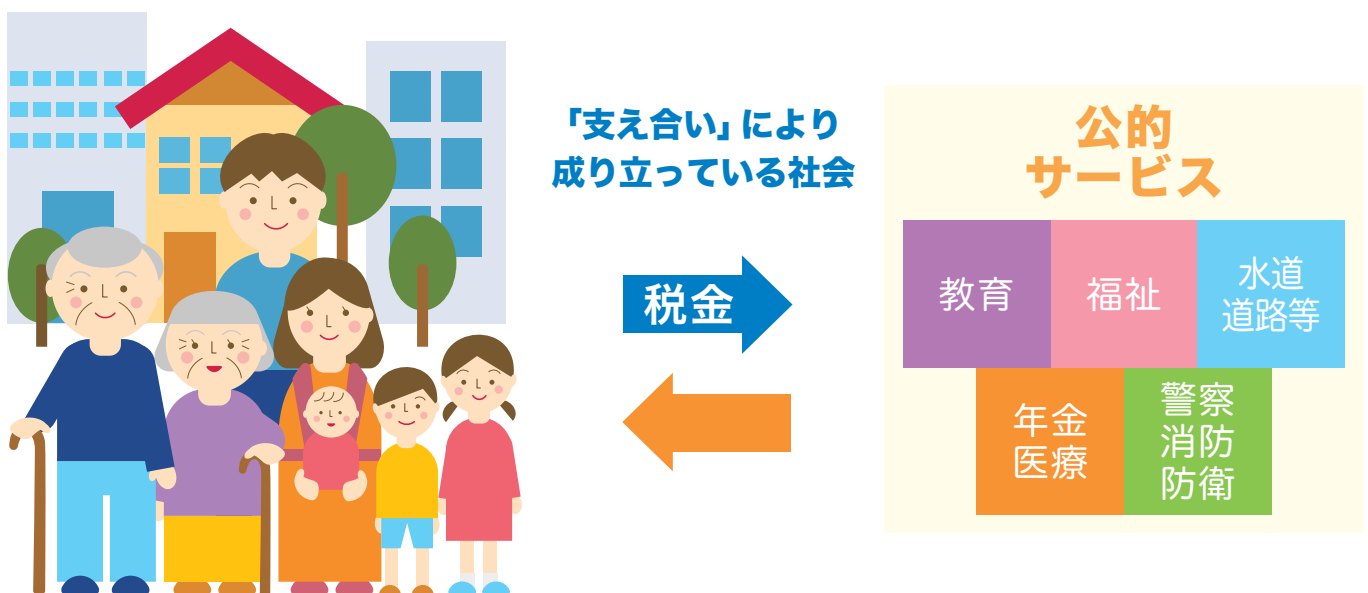 「支え合い」により
成り立っている社会
税金
公的
サービス
教育
福祉
水道
道路等
年金
医療
警察
消防
防衛